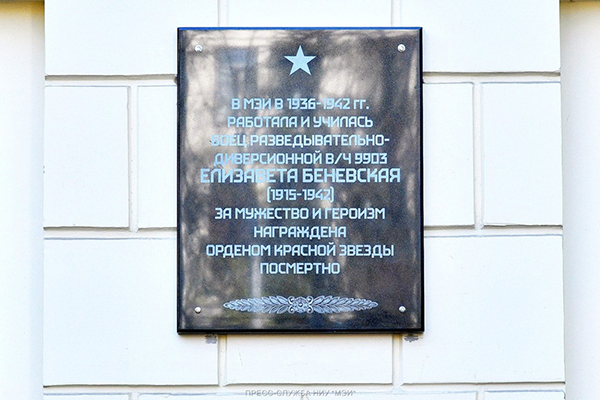 В МЭИ В 1936-1942 гг.
РАБОТАЛА И УЧИЛАСЬ
БОЕЦ РАЗВЕДЫВАТЕЛЬНО-
ДИВЕРСИОННОЙ В/Ч 9903
ЕЛИЗАВЕТА БЕНЕВСКАЯ
(1915-1942)
ЗА МУЖЕСТВО И ГЕРОИЗМ
НАГРАЖДЕНА
ОРДЕНОМ КРАСНОЙ ЗВЕЗДЫ
ПОСМЕРТНО
ПРЕСС-СЛУЖБА НИУ "МЭИ"